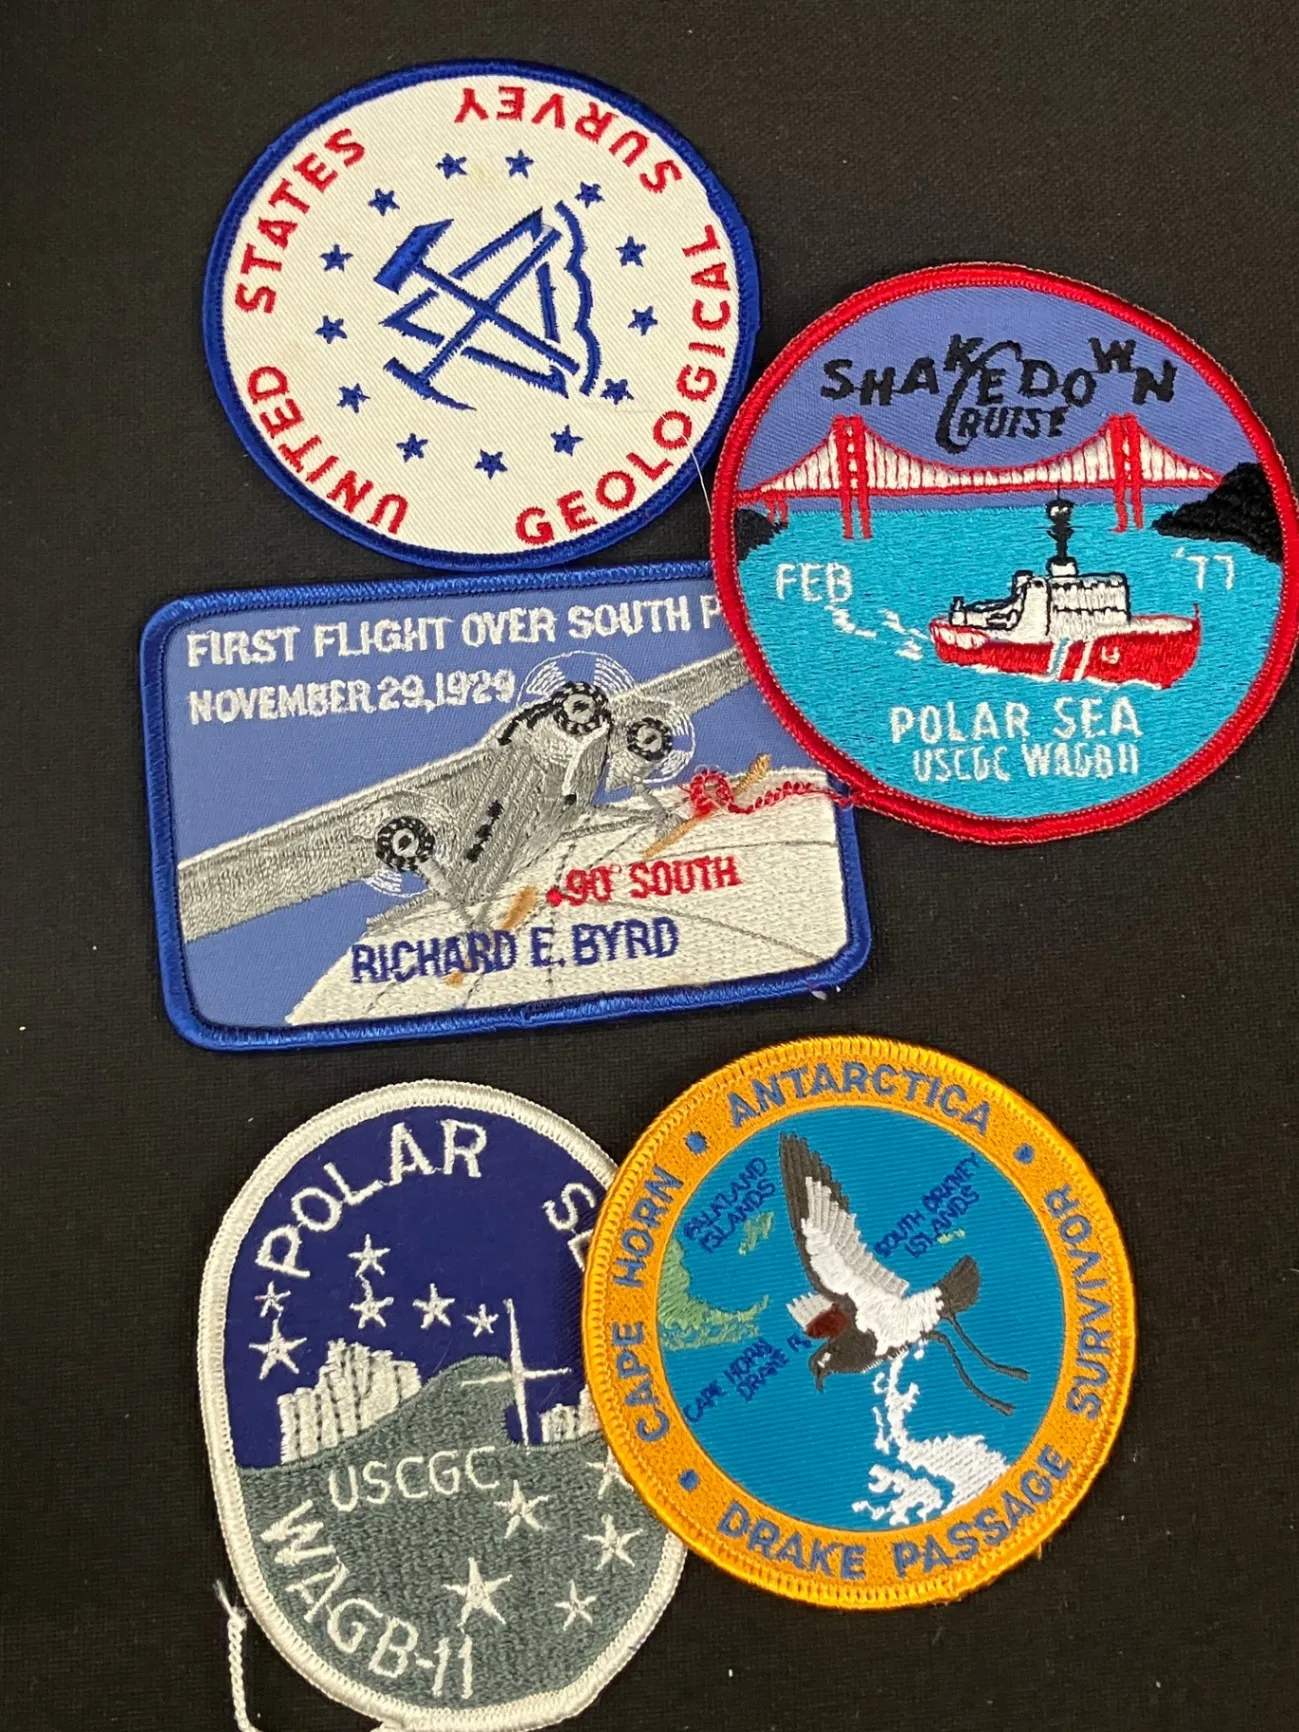 UNITED STATES
GEOLOGICAL SURVEY
SHAKEDOWN
CRUISE
FEB '77
POLAR SEA
USCGC WAGB11
FIRST FLIGHT OVER SOUTH P
NOVEMBER 29, 1929
90° SOUTH
RICHARD E. BYRD
POLAR SE
USCGC
WAGB-11
ANTARCTICA
CAPE HORN
SURVIVOR
DRAKE PASSAGE
ISLANDS
SOUTH ORKNEY
ISLANDS
CAPE HORN
DRAKE P.